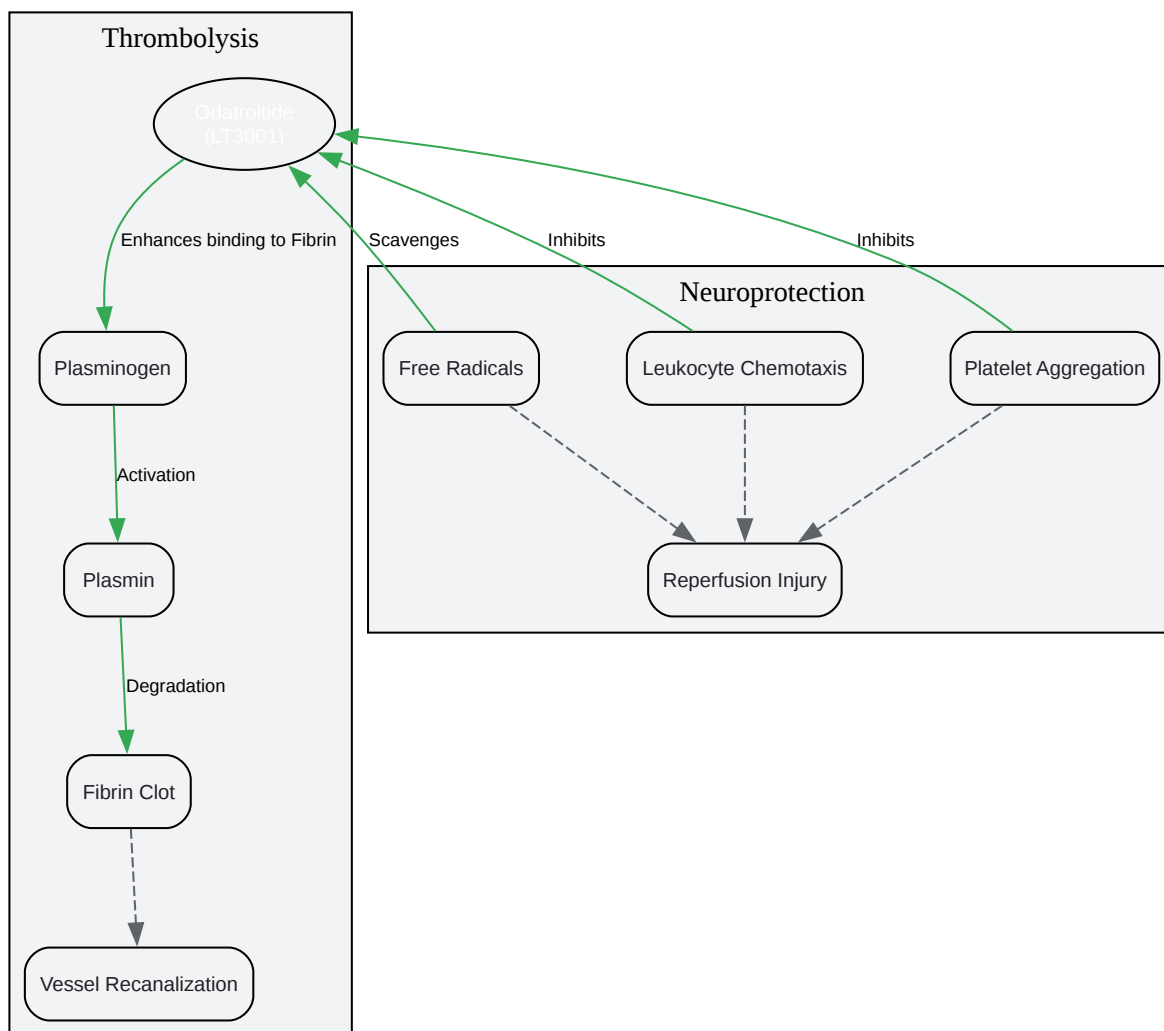 Thrombolysis
Odatroltide
(LT3001)
Enhances binding to Fibrin
Scavenges
Inhibits
Inhibits
Neuroprotection
Plasminogen
Free Radicals
Leukocyte Chemotaxis
Platelet Aggregation
Activation
Plasmin
Reperfusion Injury
Degradation
Fibrin Clot
Vessel Recanalization